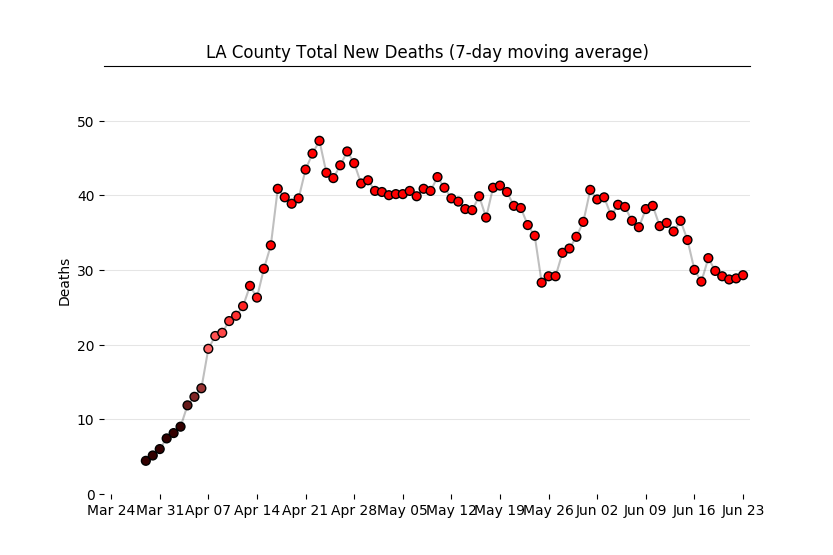 LA County Total New Deaths (7-day moving average)
50
40
30
20
10
0
Deaths
Mar 24 Mar 31 Apr 07 Apr 14 Apr 21 Apr 28 May 05 May 12 May 19 May 26 Jun 02 Jun 09 Jun 16 Jun 23